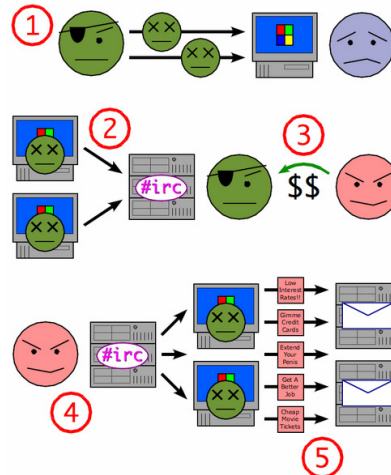 1
2
3
#irc
$$
Low
Interest
Rates!!
Gimme
Credit
Cards
#irc
Extend
Your
Penis
Get A
Better
Job
4
Cheap
Movie
Tickets
5